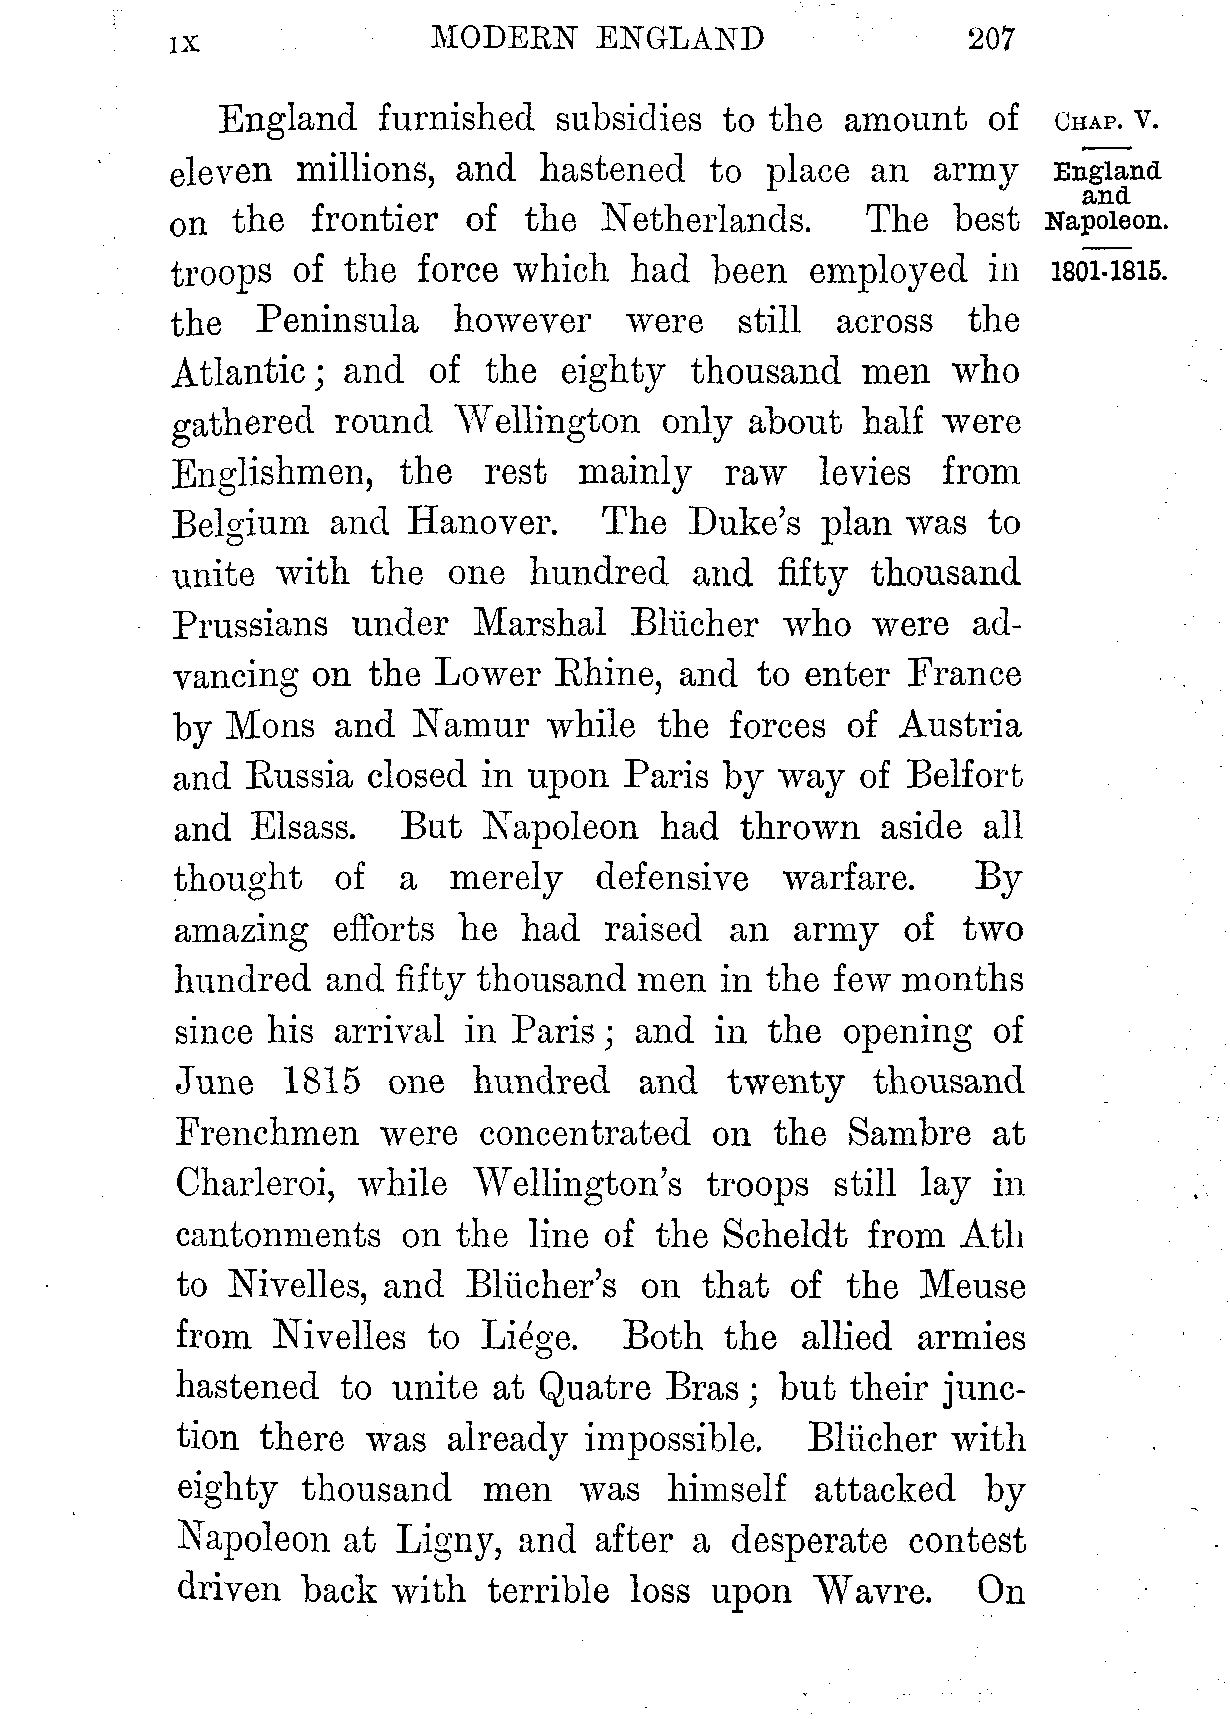 IX MODERN ENGLAND 207
England furnished subsidies to the amount of
eleven millions, and hastened to place an army
on the frontier of the Netherlands. The best
troops of the force which had been employed in
the Peninsula however were still across the
Atlantic; and of the eighty thousand men who
gathered round Wellington only about half were
Englishmen, the rest mainly raw levies from
Belgium and Hanover. The Duke's plan was to
unite with the one hundred and fifty thousand
Prussians under Marshal Blücher who were ad-
vancing on the Lower Rhine, and to enter France
by Mons and Namur while the forces of Austria
and Russia closed in upon Paris by way of Belfort
and Elsass. But Napoleon had thrown aside all
thought of a merely defensive warfare. By
amazing efforts he had raised an army of two
hundred and fifty thousand men in the few months
since his arrival in Paris; and in the opening of
June 1815 one hundred and twenty thousand
Frenchmen were concentrated on the Sambre at
Charleroi, while Wellington's troops still lay in
cantonments on the line of the Scheldt from Ath
to Nivelles, and Blücher's on that of the Meuse
from Nivelles to Liége. Both the allied armies
hastened to unite at Quatre Bras; but their junc-
tion there was already impossible. Blücher with
eighty thousand men was himself attacked by
Napoleon at Ligny, and after a desperate contest
driven back with terrible loss upon Wavre. On
CHAP. V.
England
and
Napoleon.
1801-1815.